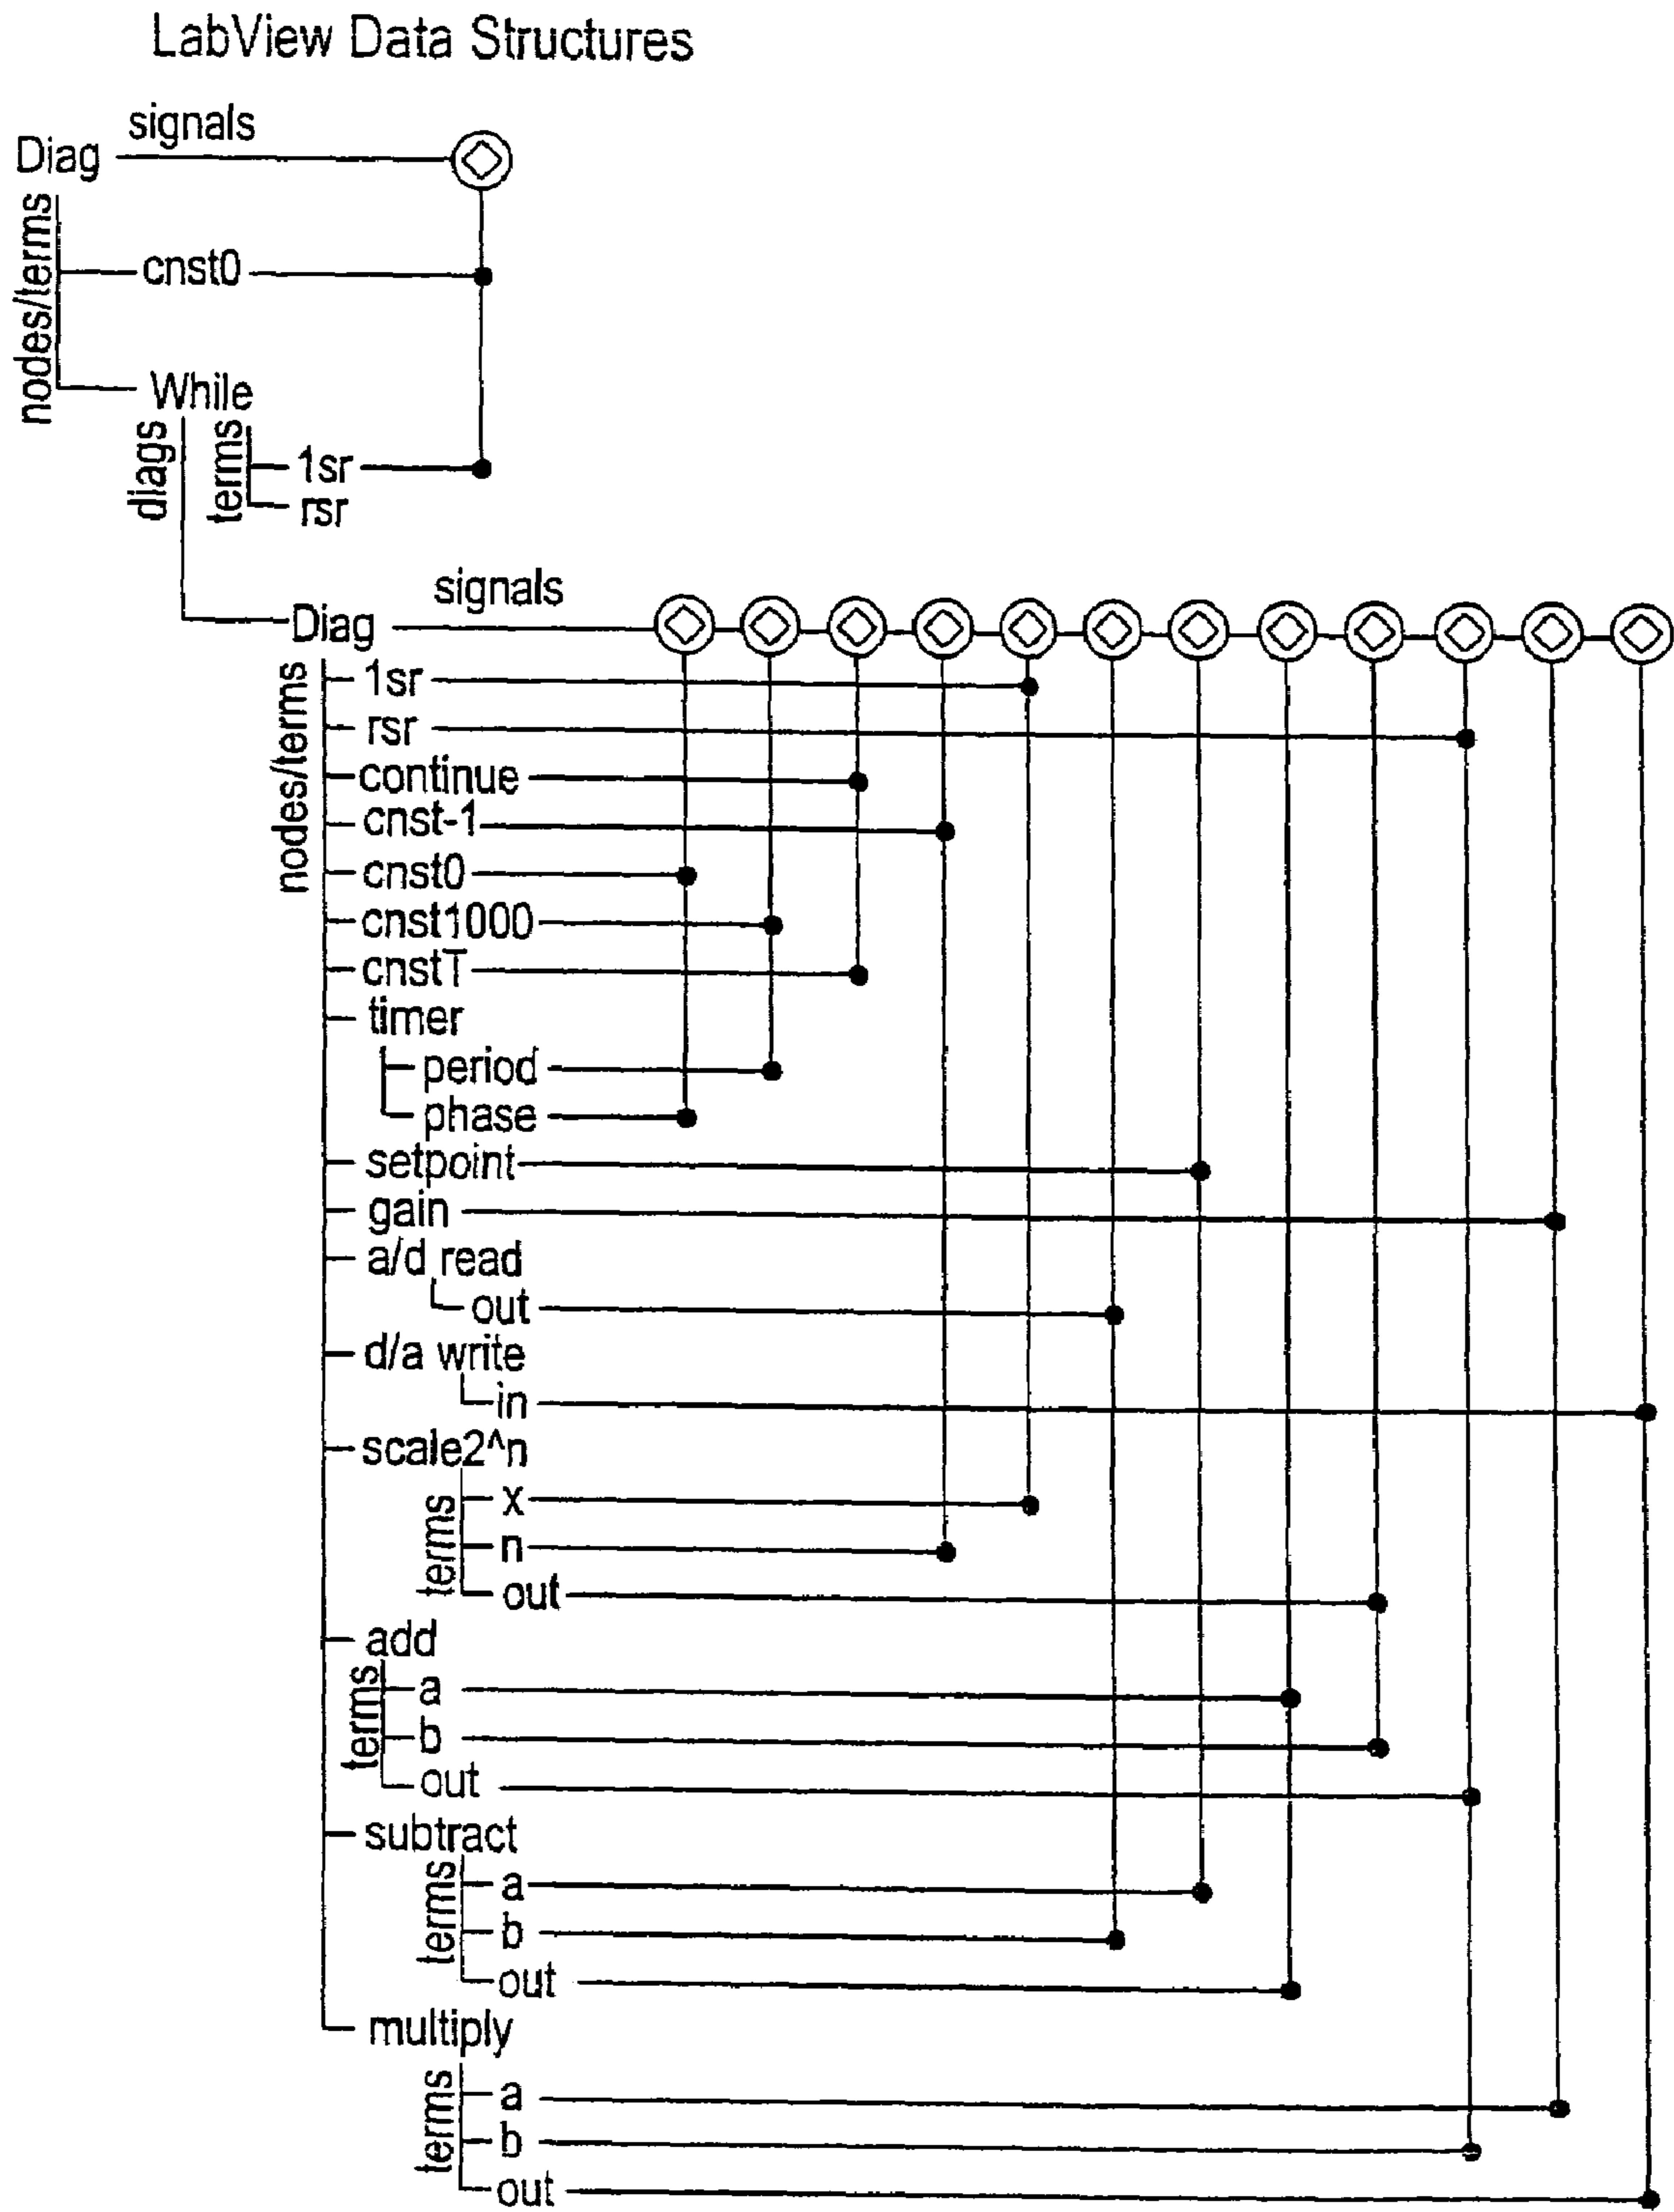 LabView Data Structures
signals
Diag
nodes/terms
cnst0
While
diags
terms
1sr
rsr
signals
Diag
nodes/terms
1sr
rsr
continue
cnst-1
cnst0
cnst1000
cnstT
timer
period
phase
setpoint
gain
a/d read
out
d/a write
in
scale2^n
terms
x
n
out
add
terms
a
b
out
subtract
terms
a
b
out
multiply
terms
a
b
out